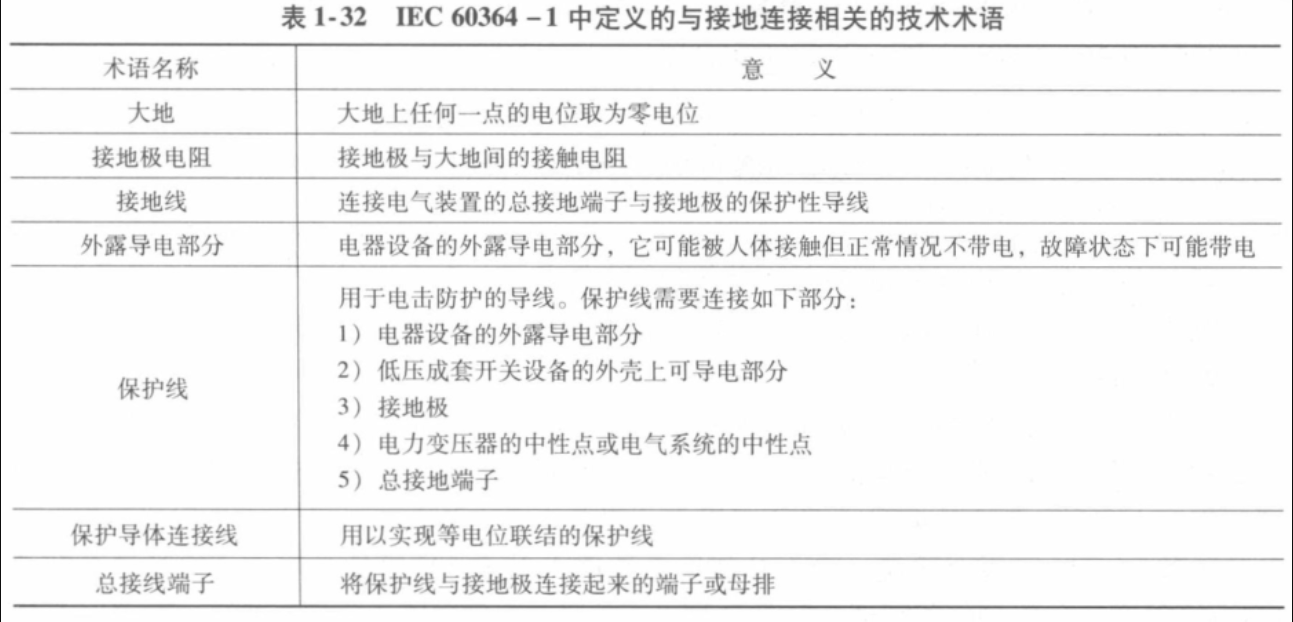 表 1-32 IEC 60364 -1 中定义的与接地连接相关的技术术语
术语名称 意 义
大地 大地上任何一点的电位取为零电位
接地极电阻 接地极与大地间的接触电阻
接地线 连接电气装置的总接地端子与接地极的保护性导线
外露导电部分 电器设备的外露导电部分，它可能被人体接触但正常情况不带电，故障状态下可能带电
用于电击防护的导线。保护线需要连接如下部分：
1）电器设备的外露导电部分
2）低压成套开关设备的外壳上可导电部分
保护线 3）接地极
4）电力变压器的中性点或电气系统的中性点
5）总接地端子
保护导体连接线 用以实现等电位联结的保护线
总接线端子 将保护线与接地极连接起来的端子或母排